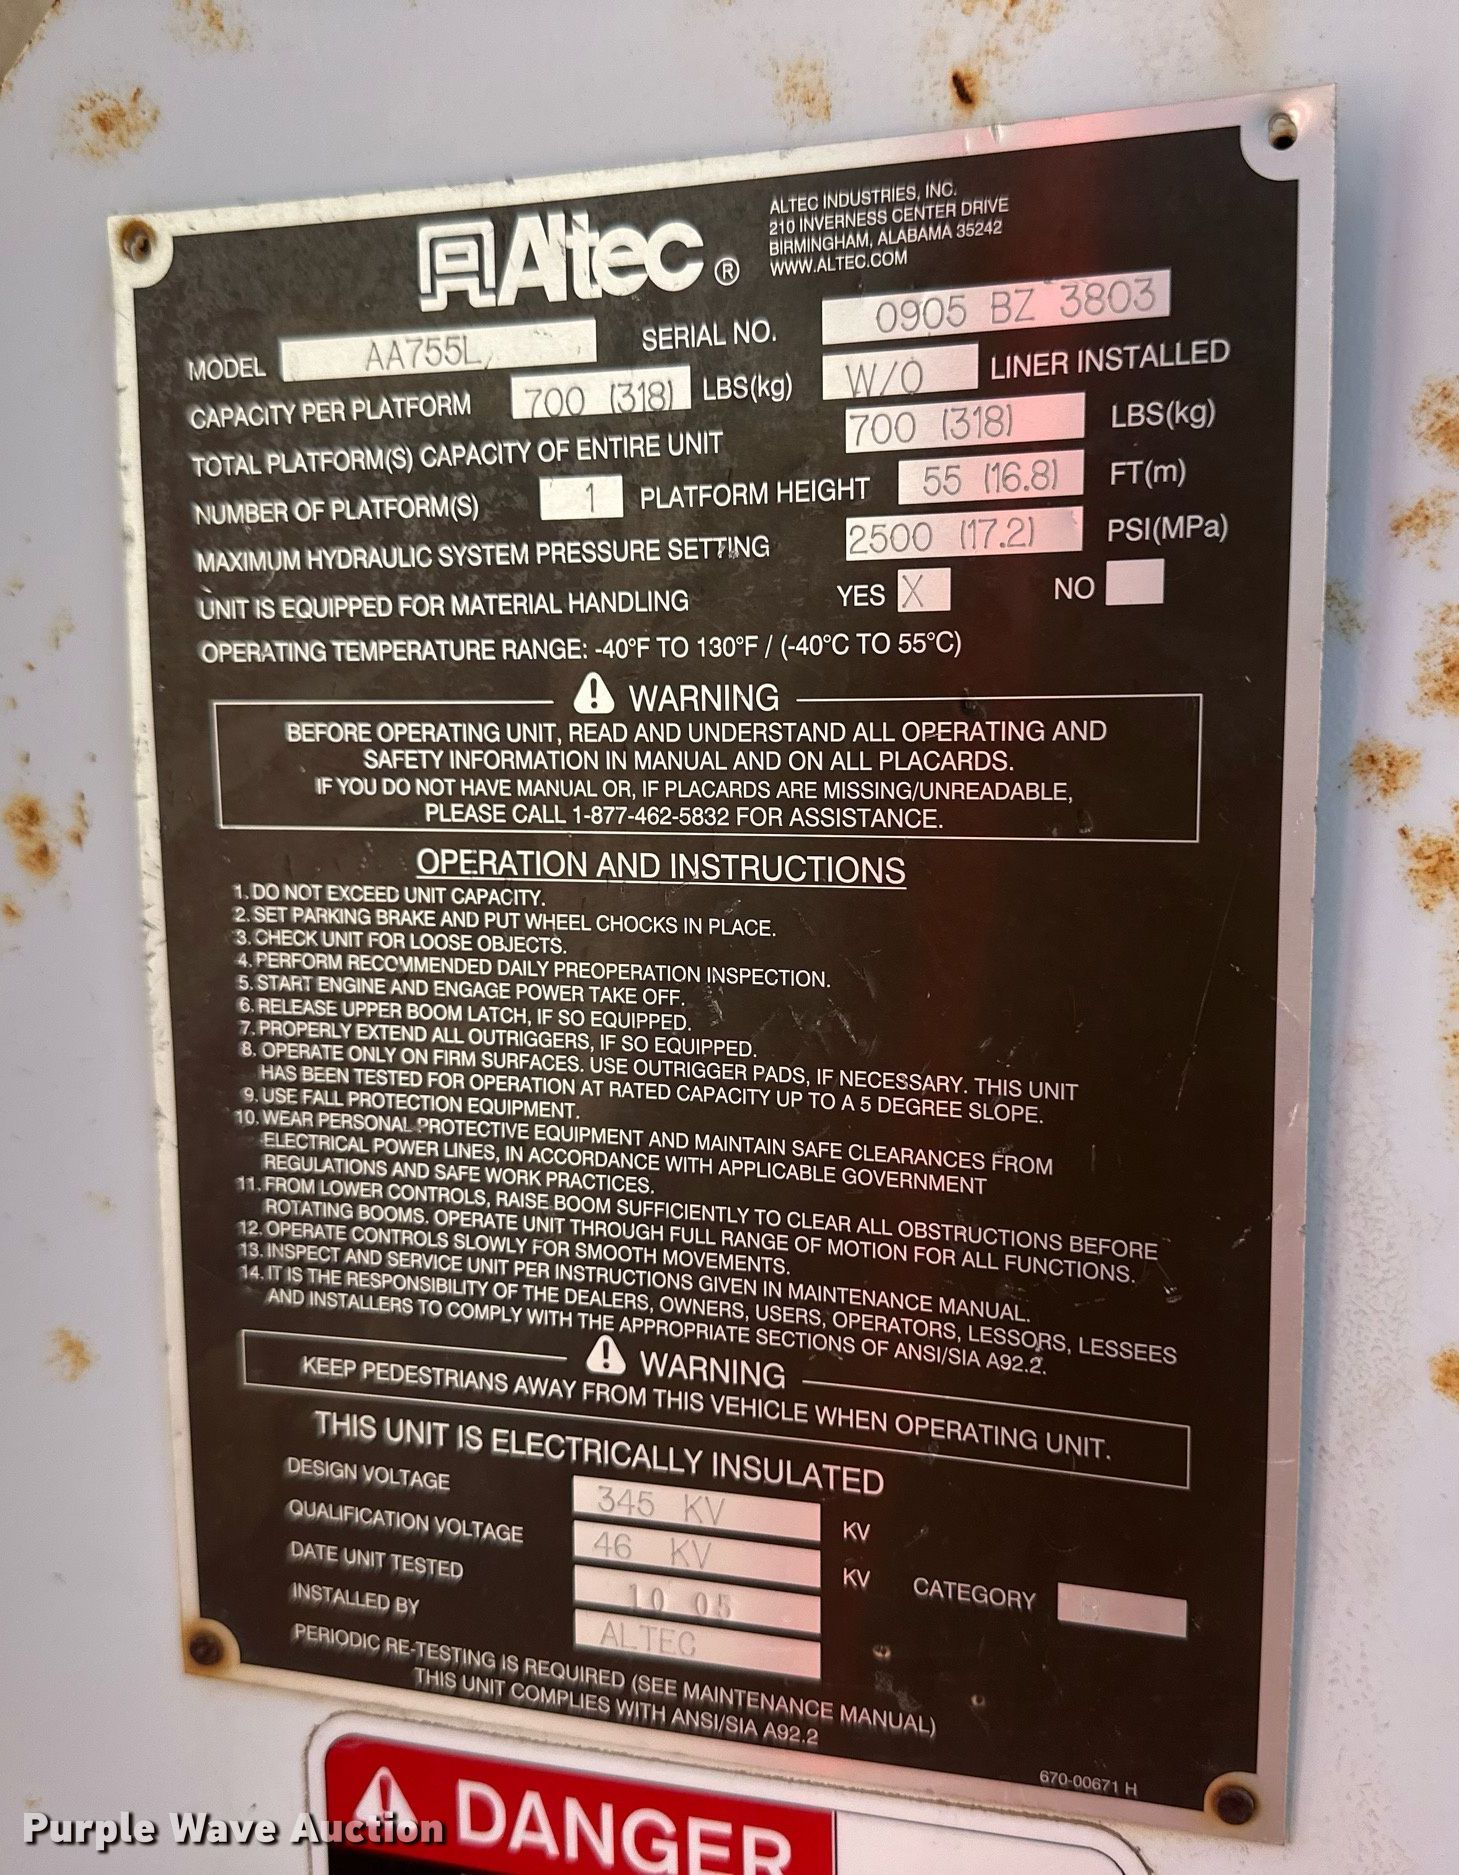 Altec ®
ALTEC INDUSTRIES, INC.
210 INVERNESS CENTER DRIVE
BIRMINGHAM, ALABAMA 35242
WWW.ALTEC.COM
MODEL AA755L SERIAL NO. 0905 BZ 3803
CAPACITY PER PLATFORM 700 (318) LBS(kg) W/O LINER INSTALLED
TOTAL PLATFORM(S) CAPACITY OF ENTIRE UNIT 700 (318) LBS(kg)
NUMBER OF PLATFORM(S) 1 PLATFORM HEIGHT 55 (16.8) FT(m)
MAXIMUM HYDRAULIC SYSTEM PRESSURE SETTING 2500 (17.2) PSI(MPa)
UNIT IS EQUIPPED FOR MATERIAL HANDLING YES X NO
OPERATING TEMPERATURE RANGE: -40°F TO 130°F / (-40°C TO 55°C)
WARNING
BEFORE OPERATING UNIT, READ AND UNDERSTAND ALL OPERATING AND
SAFETY INFORMATION IN MANUAL AND ON ALL PLACARDS.
IF YOU DO NOT HAVE MANUAL OR, IF PLACARDS ARE MISSING/UNREADABLE,
PLEASE CALL 1-877-462-5832 FOR ASSISTANCE.
OPERATION AND INSTRUCTIONS
1. DO NOT EXCEED UNIT CAPACITY.
2. SET PARKING BRAKE AND PUT WHEEL CHOCKS IN PLACE.
3. CHECK UNIT FOR LOOSE OBJECTS.
4. PERFORM RECOMMENDED DAILY PREOPERATION INSPECTION.
5. START ENGINE AND ENGAGE POWER TAKE OFF.
6. RELEASE UPPER BOOM LATCH, IF SO EQUIPPED.
7. PROPERLY EXTEND ALL OUTRIGGERS, IF SO EQUIPPED.
8. OPERATE ONLY ON FIRM SURFACES. USE OUTRIGGER PADS, IF NECESSARY. THIS UNIT
HAS BEEN TESTED FOR OPERATION AT RATED CAPACITY UP TO A 5 DEGREE SLOPE.
9. USE FALL PROTECTION EQUIPMENT.
10. WEAR PERSONAL PROTECTIVE EQUIPMENT AND MAINTAIN SAFE CLEARANCES FROM
ELECTRICAL POWER LINES, IN ACCORDANCE WITH APPLICABLE GOVERNMENT
REGULATIONS AND SAFE WORK PRACTICES.
11. FROM LOWER CONTROLS, RAISE BOOM SUFFICIENTLY TO CLEAR ALL OBSTRUCTIONS BEFORE
ROTATING BOOMS. OPERATE UNIT THROUGH FULL RANGE OF MOTION FOR ALL FUNCTIONS.
12. OPERATE CONTROLS SLOWLY FOR SMOOTH MOVEMENTS.
13. INSPECT AND SERVICE UNIT PER INSTRUCTIONS GIVEN IN MAINTENANCE MANUAL.
14. IT IS THE RESPONSIBILITY OF THE DEALERS, OWNERS, USERS, OPERATORS, LESSORS, LESSEES
AND INSTALLERS TO COMPLY WITH THE APPROPRIATE SECTIONS OF ANSI/SIA A92.2.
WARNING
KEEP PEDESTRIANS AWAY FROM THIS VEHICLE WHEN OPERATING UNIT.
THIS UNIT IS ELECTRICALLY INSULATED
DESIGN VOLTAGE 345 KV KV
QUALIFICATION VOLTAGE 46 KV KV CATEGORY
DATE UNIT TESTED 10 05
INSTALLED BY ALTEC
PERIODIC RE-TESTING IS REQUIRED (SEE MAINTENANCE MANUAL)
THIS UNIT COMPLIES WITH ANSI/SIA A92.2
670-00671 H
DANGER
Purple Wave Auction